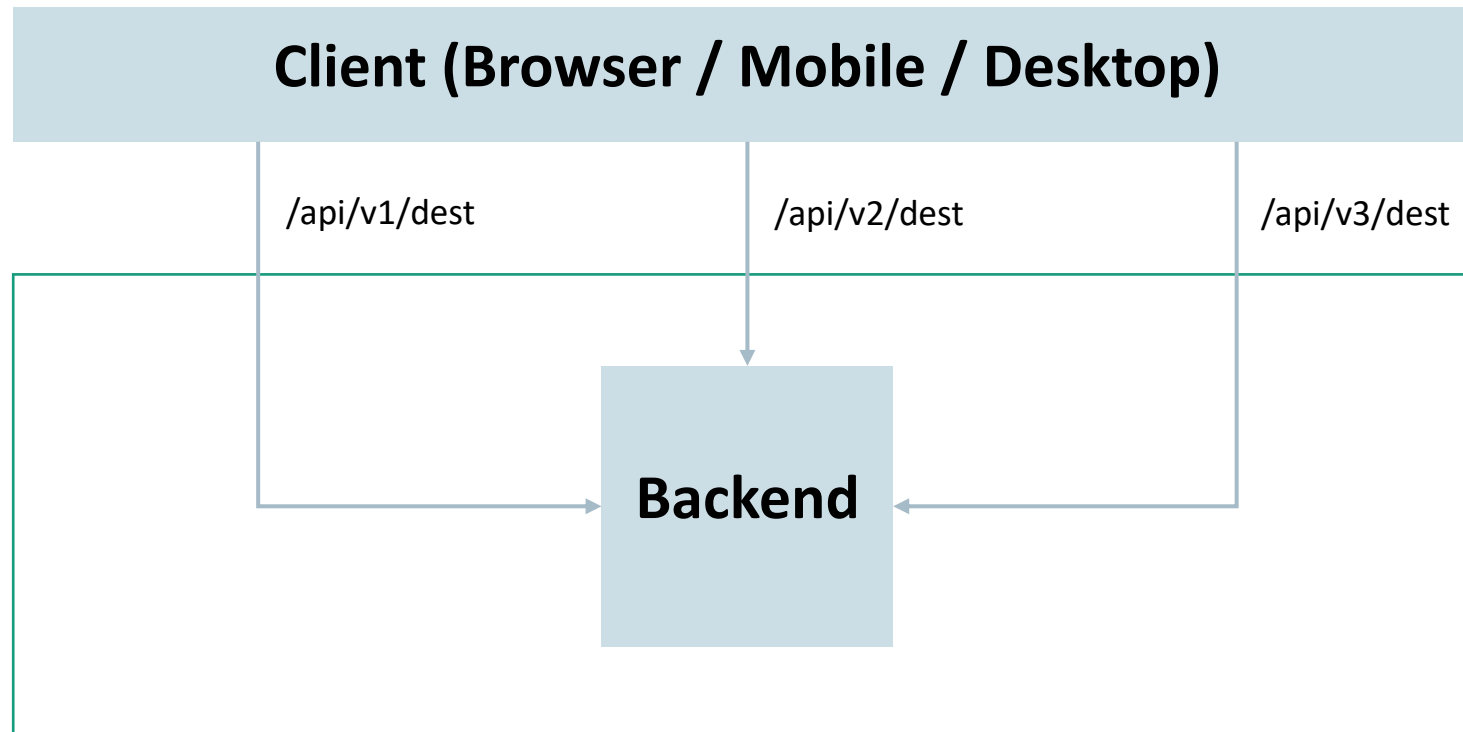 Client (Browser / Mobile / Desktop)
/api/v1/dest
/api/v2/dest
/api/v3/dest
Backend